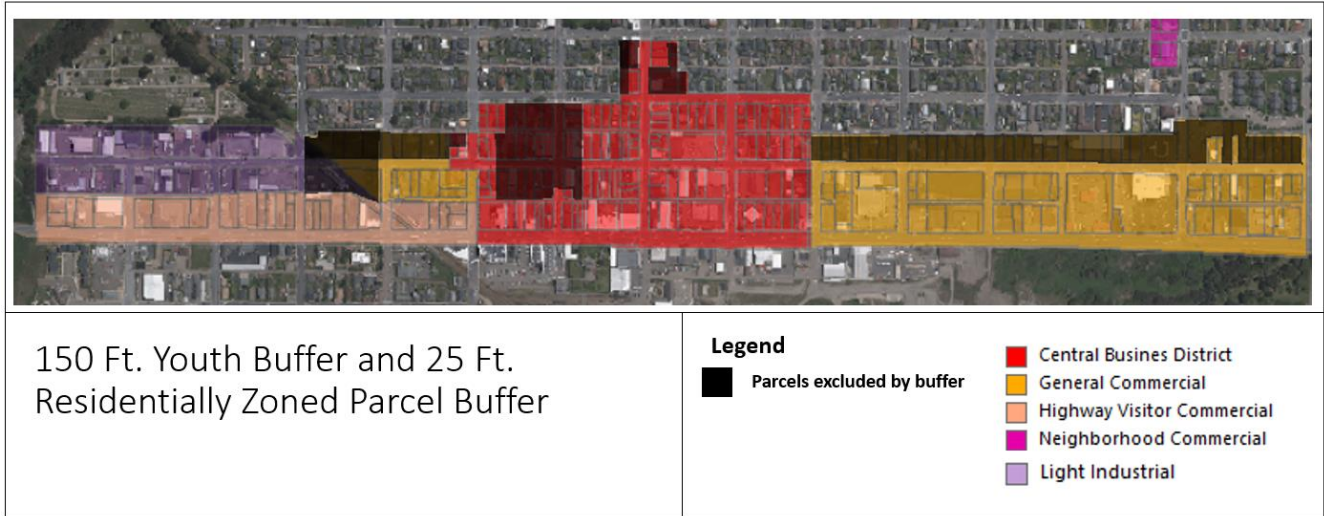 150 Ft. Youth Buffer and 25 Ft.
Residentially Zoned Parcel Buffer
Legend
Parcels excluded by buffer
Central Busines District
General Commercial
Highway Visitor Commercial
Neighborhood Commercial
Light Industrial